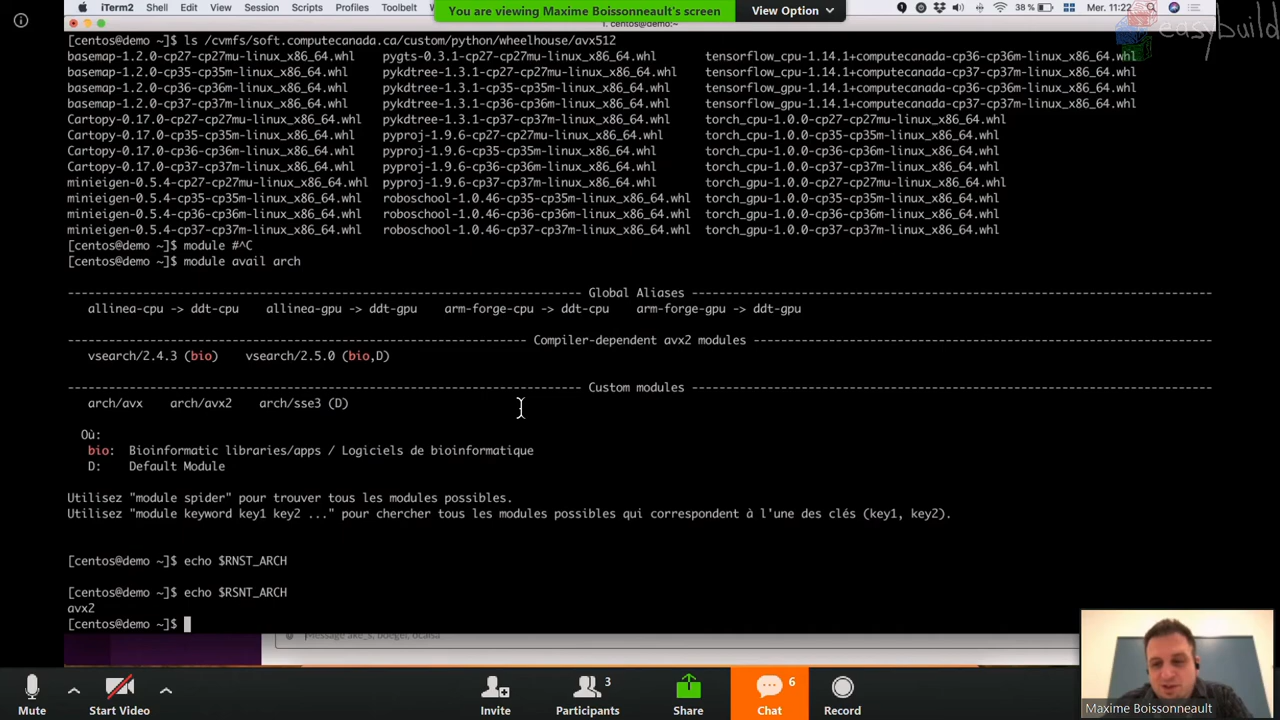 iTerm2 Shell Edit View Session Scripts Profiles Toolbelt
You are viewing Maxime Boissonneault's screen
View Option
38 %
Mer. 11:22
easybuild
1. centos@demo:~
[centos@demo ~]$ ls /cvmfs/soft.computecanada.ca/custom/python/wheelhouse/avx512
basemap-1.2.0-cp27-cp27mu-linux_x86_64.whl pygts-0.3.1-cp27-cp27mu-linux_x86_64.whl tensorflow_cpu-1.14.1+computecanada-cp36-cp36m-linux_x86_64.whl
basemap-1.2.0-cp35-cp35m-linux_x86_64.whl pykdtree-1.3.1-cp27-cp27mu-linux_x86_64.whl tensorflow_cpu-1.14.1+computecanada-cp37-cp37m-linux_x86_64.whl
basemap-1.2.0-cp36-cp36m-linux_x86_64.whl pykdtree-1.3.1-cp35-cp35m-linux_x86_64.whl tensorflow_gpu-1.14.1+computecanada-cp36-cp36m-linux_x86_64.whl
basemap-1.2.0-cp37-cp37m-linux_x86_64.whl pykdtree-1.3.1-cp36-cp36m-linux_x86_64.whl tensorflow_gpu-1.14.1+computecanada-cp37-cp37m-linux_x86_64.whl
Cartopy-0.17.0-cp27-cp27mu-linux_x86_64.whl pykdtree-1.3.1-cp37-cp37m-linux_x86_64.whl torch_cpu-1.0.0-cp27-cp27mu-linux_x86_64.whl
Cartopy-0.17.0-cp35-cp35m-linux_x86_64.whl pyproj-1.9.6-cp27-cp27mu-linux_x86_64.whl torch_cpu-1.0.0-cp35-cp35m-linux_x86_64.whl
Cartopy-0.17.0-cp36-cp36m-linux_x86_64.whl pyproj-1.9.6-cp35-cp35m-linux_x86_64.whl torch_cpu-1.0.0-cp36-cp36m-linux_x86_64.whl
Cartopy-0.17.0-cp37-cp37m-linux_x86_64.whl pyproj-1.9.6-cp36-cp36m-linux_x86_64.whl torch_cpu-1.0.0-cp37-cp37m-linux_x86_64.whl
minieigen-0.5.4-cp27-cp27mu-linux_x86_64.whl pyproj-1.9.6-cp37-cp37m-linux_x86_64.whl torch_gpu-1.0.0-cp27-cp27mu-linux_x86_64.whl
minieigen-0.5.4-cp35-cp35m-linux_x86_64.whl roboschool-1.0.46-cp35-cp35m-linux_x86_64.whl torch_gpu-1.0.0-cp35-cp35m-linux_x86_64.whl
minieigen-0.5.4-cp36-cp36m-linux_x86_64.whl roboschool-1.0.46-cp36-cp36m-linux_x86_64.whl torch_gpu-1.0.0-cp36-cp36m-linux_x86_64.whl
minieigen-0.5.4-cp37-cp37m-linux_x86_64.whl roboschool-1.0.46-cp37-cp37m-linux_x86_64.whl torch_gpu-1.0.0-cp37-cp37m-linux_x86_64.whl
[centos@demo ~]$ module #^C
[centos@demo ~]$ module avail arch
Global Aliases
allinea-cpu -> ddt-cpu allinea-gpu -> ddt-gpu arm-forge-cpu -> ddt-cpu arm-forge-gpu -> ddt-gpu
Compiler-dependent avx2 modules
vsearch/2.4.3 (bio) vsearch/2.5.0 (bio,D)
Custom modules
arch/avx arch/avx2 arch/sse3 (D)
Où:
bio: Bioinformatic libraries/apps / Logiciels de bioinformatique
D: Default Module
Utilisez "module spider" pour trouver tous les modules possibles.
Utilisez "module keyword key1 key2 ..." pour chercher tous les modules possibles qui correspondent à l'une des clés (key1, key2).
[centos@demo ~]$ echo $RNST_ARCH
[centos@demo ~]$ echo $RSNT_ARCH
avx2
[centos@demo ~]$
Message ake_s, boegel, ocaisa
Mute
Start Video
Invite
3
Participants
Share
6
Chat
Record
Maxime Boissonneault